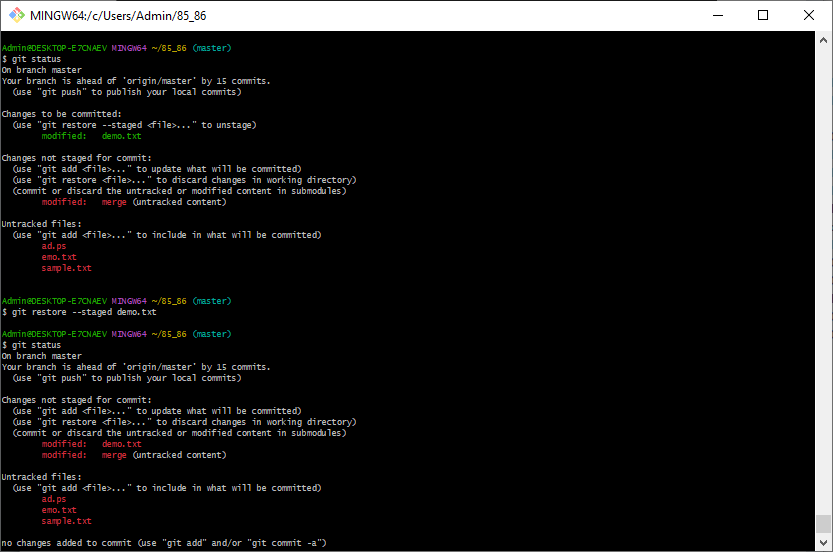 MINGW64:/c/Users/Admin/85_86
Admin@DESKTOP-E7CNAEV MINGW64 ~/85_86 (master)
$ git status
On branch master
Your branch is ahead of 'origin/master' by 15 commits.
  (use "git push" to publish your local commits)

Changes to be committed:
  (use "git restore --staged <file>..." to unstage)
        modified:   demo.txt

Changes not staged for commit:
  (use "git add <file>..." to update what will be committed)
  (use "git restore <file>..." to discard changes in working directory)
  (commit or discard the untracked or modified content in submodules)
        modified:   merge (untracked content)

Untracked files:
  (use "git add <file>..." to include in what will be committed)
        ad.ps
        emo.txt
        sample.txt

Admin@DESKTOP-E7CNAEV MINGW64 ~/85_86 (master)
$ git restore --staged demo.txt

Admin@DESKTOP-E7CNAEV MINGW64 ~/85_86 (master)
$ git status
On branch master
Your branch is ahead of 'origin/master' by 15 commits.
  (use "git push" to publish your local commits)

Changes not staged for commit:
  (use "git add <file>..." to update what will be committed)
  (use "git restore <file>..." to discard changes in working directory)
  (commit or discard the untracked or modified content in submodules)
        modified:   demo.txt
        modified:   merge (untracked content)

Untracked files:
  (use "git add <file>..." to include in what will be committed)
        ad.ps
        emo.txt
        sample.txt

no changes added to commit (use "git add" and/or "git commit -a")